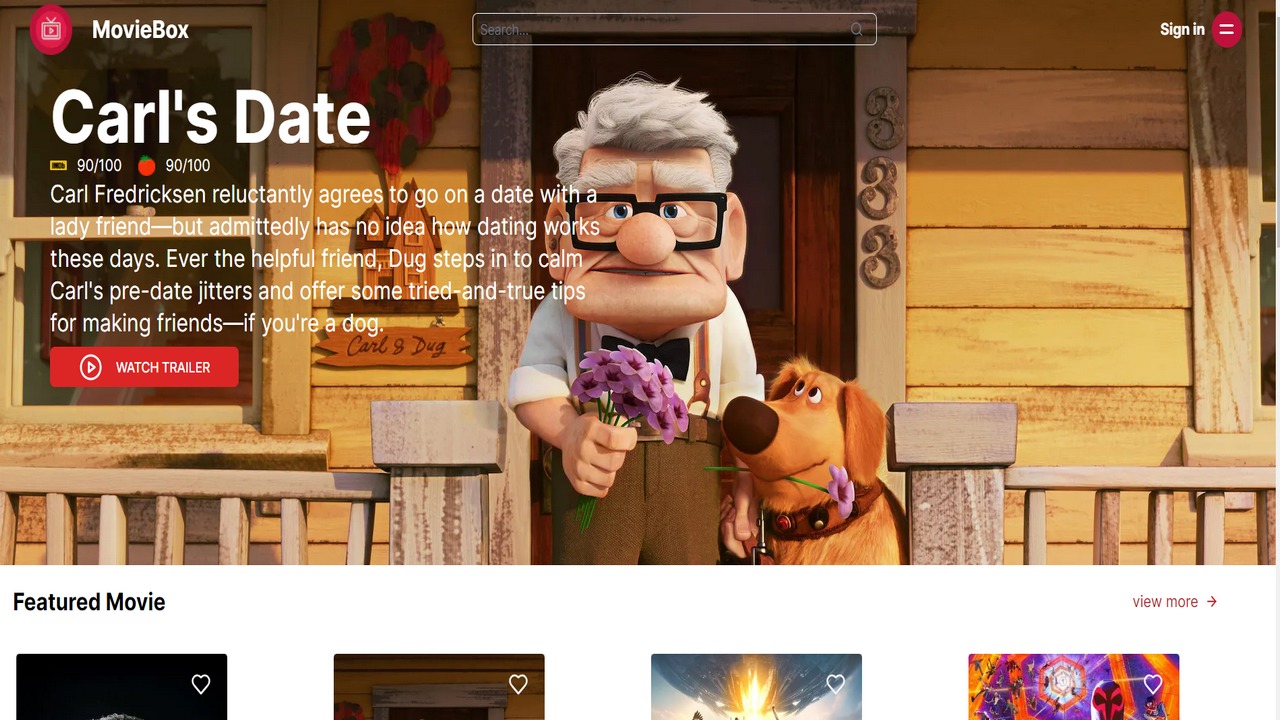 MovieBox
Search...
Sign in
Carl's Date
90/100 90/100
Carl Fredricksen reluctantly agrees to go on a date with a
lady friend—but admittedly has no idea how dating works
these days. Ever the helpful friend, Dug steps in to calm
Carl's pre-date jitters and offer some tried-and-true tips
for making friends—if you're a dog.
WATCH TRAILER
Carl & Dug
3
3
3
Featured Movie
view more